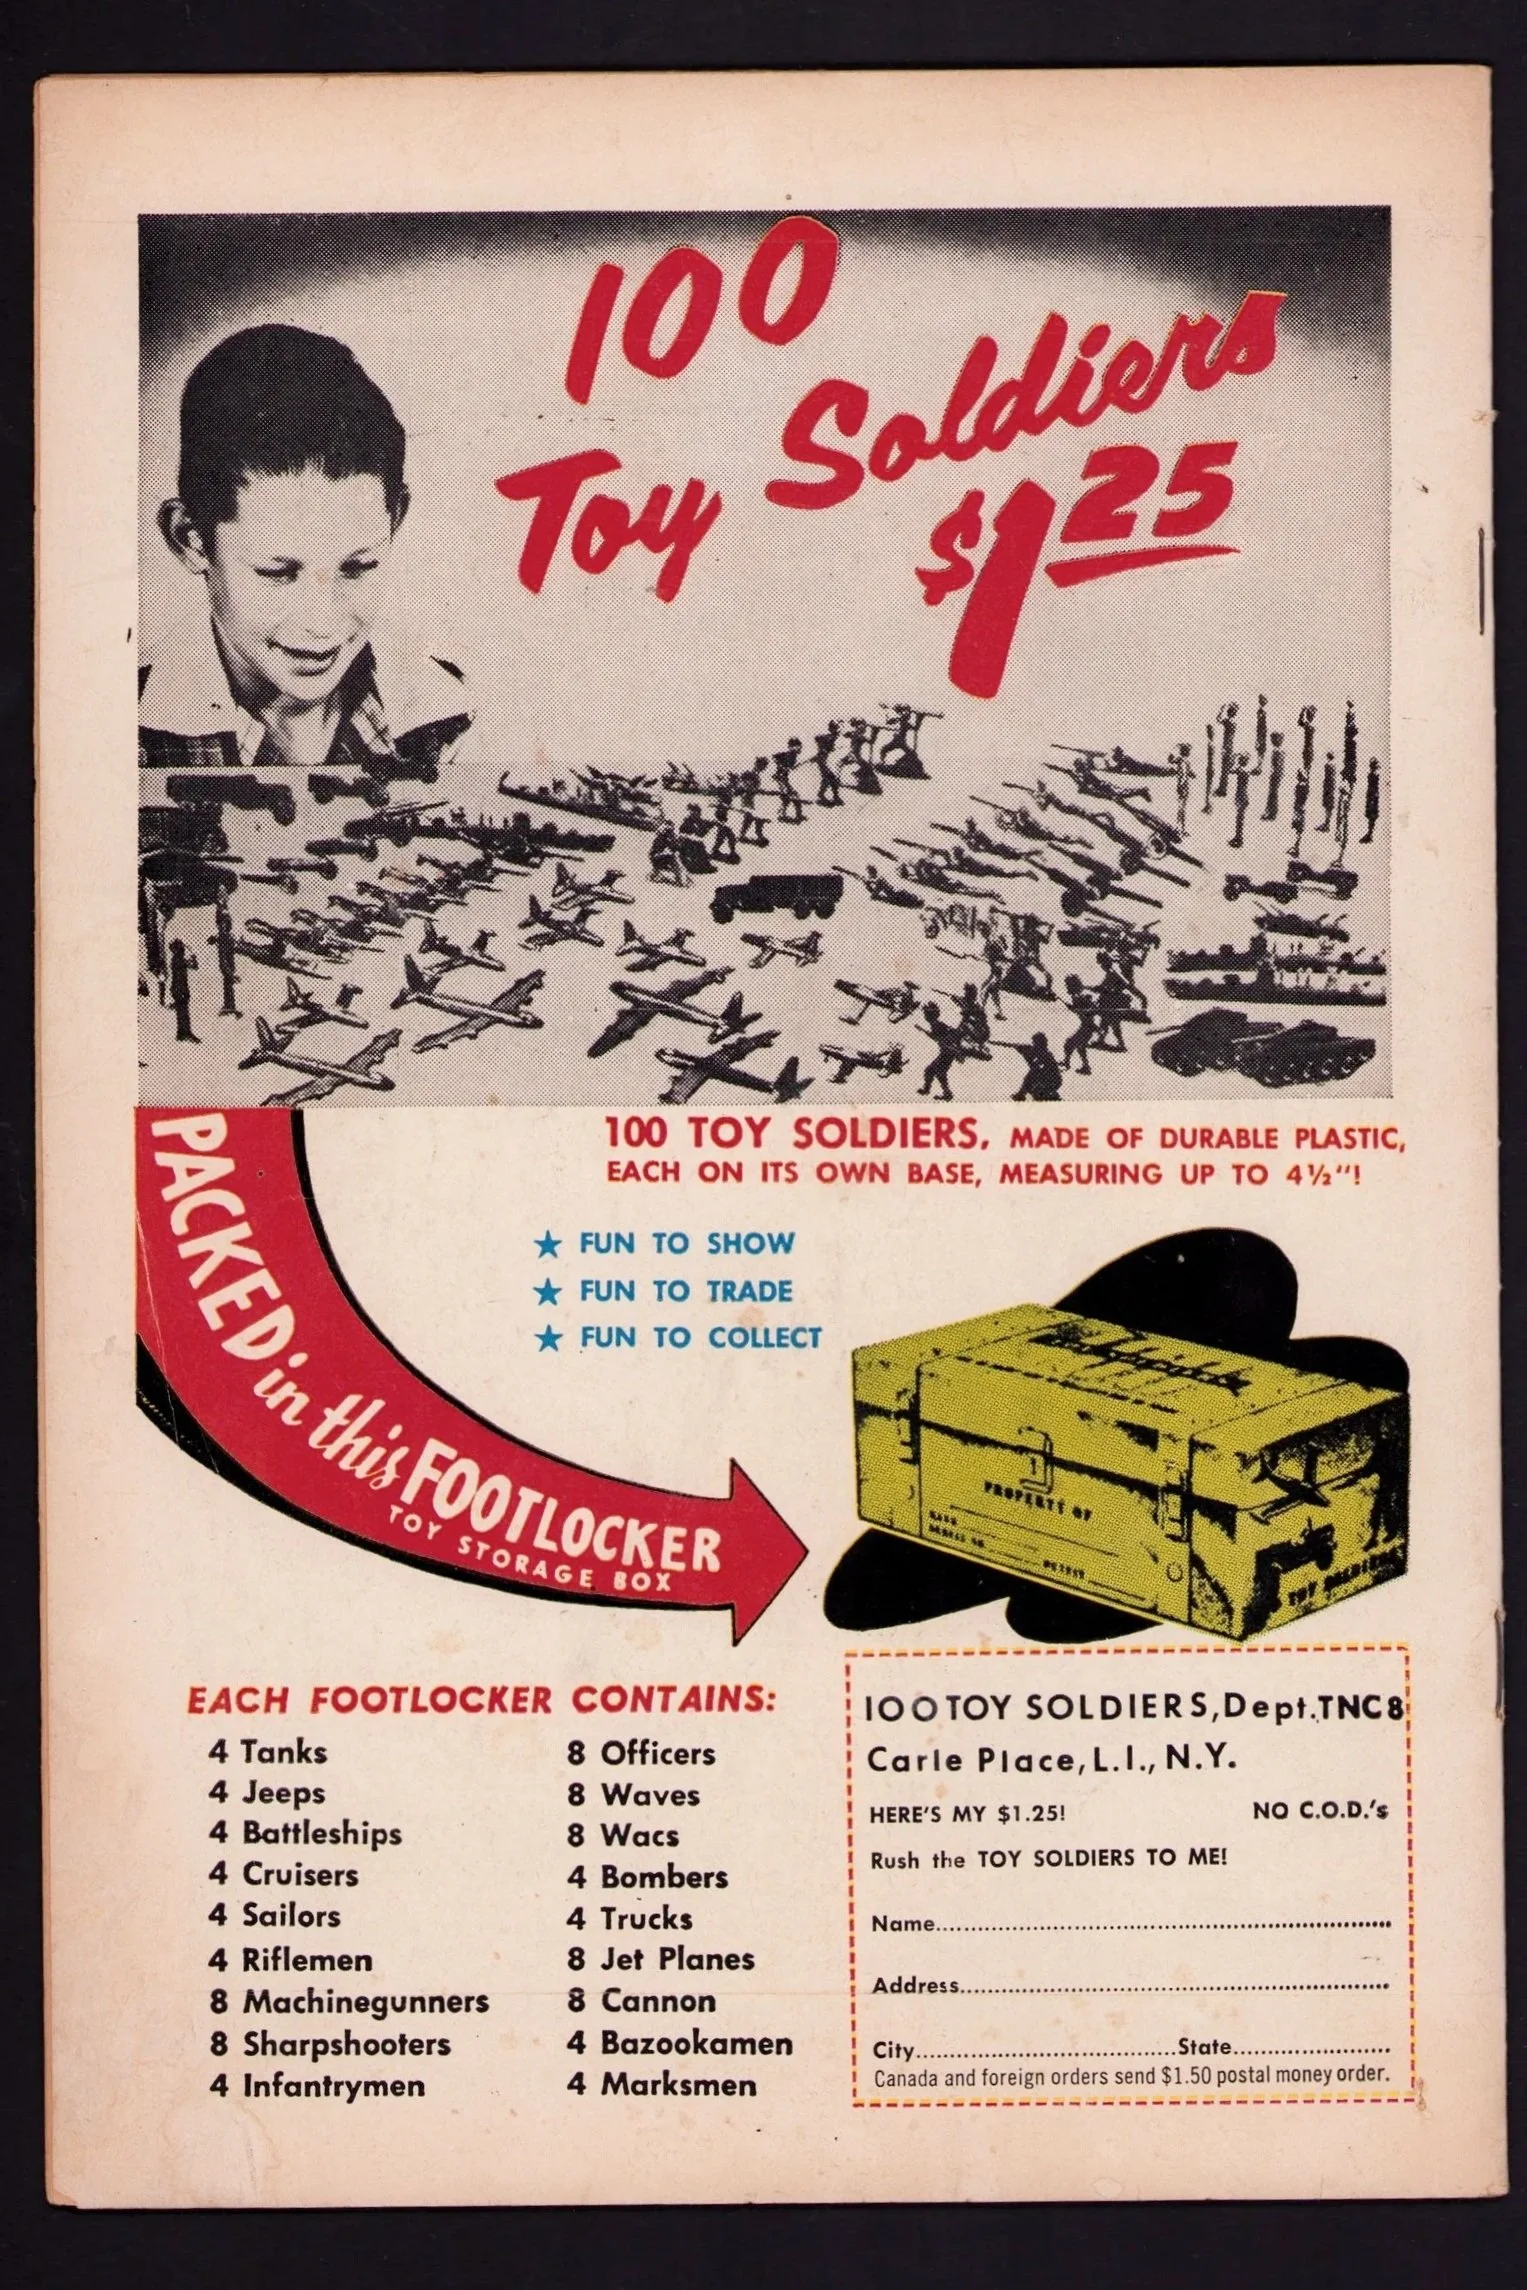 100
Toy Soldiers
$1 25
100 TOY SOLDIERS, MADE OF DURABLE PLASTIC,
EACH ON ITS OWN BASE, MEASURING UP TO 4½"!
★ FUN TO SHOW
★ FUN TO TRADE
★ FUN TO COLLECT
PACKED in this FOOTLOCKER
TOY STORAGE BOX
PROPERTY OF
TOY SOLDIERS
EACH FOOTLOCKER CONTAINS:
4 Tanks
4 Jeeps
4 Battleships
4 Cruisers
4 Sailors
4 Riflemen
8 Machinegunners
8 Sharpshooters
4 Infantrymen
8 Officers
8 Waves
8 Wacs
4 Bombers
4 Trucks
8 Jet Planes
8 Cannon
4 Bazookamen
4 Marksmen
100 TOY SOLDIERS, Dept. TNC8
Carle Place, L.I., N.Y.
HERE'S MY $1.25! NO C.O.D.'s
Rush the TOY SOLDIERS TO ME!
Name
Address
City State
Canada and foreign orders send $1.50 postal money order.